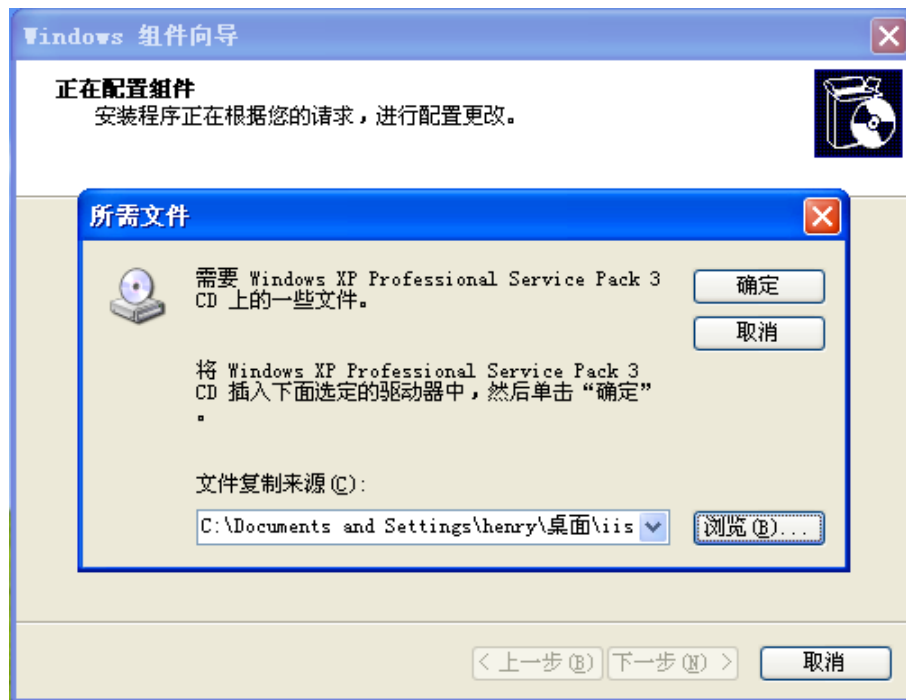 Windows 组件向导
正在配置组件
安装程序正在根据您的请求，进行配置更改。
所需文件
需要 Windows XP Professional Service Pack 3
CD 上的一些文件。
确定
取消
将 Windows XP Professional Service Pack 3
CD 插入下面选定的驱动器中，然后单击“确定”
。
文件复制来源(C):
C:\Documents and Settings\henry\桌面\iis
浏览(B)...
< 上一步(B)
下一步(N) >
取消